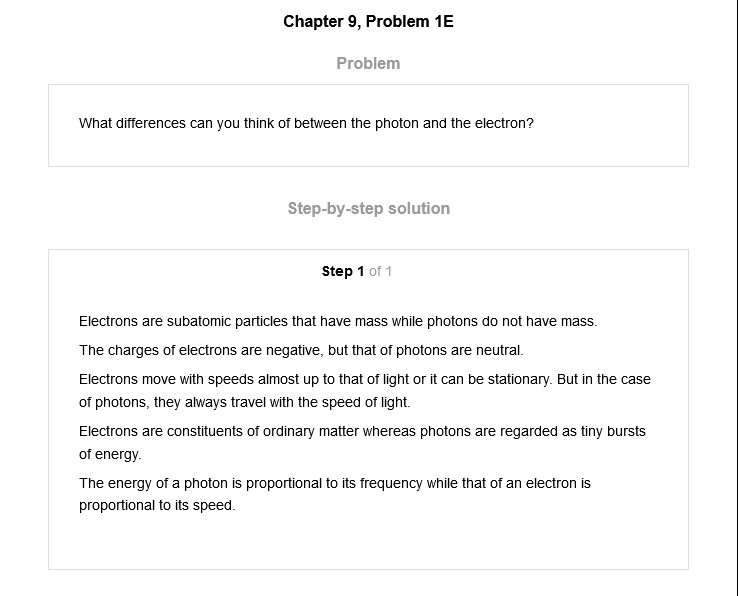 Chapter 9, Problem 1E
Problem
What differences can you think of between the photon and the electron?
Step-by-step solution
Step 1 of 1
Electrons are subatomic particles that have mass while photons do not have mass.
The charges of electrons are negative, but that of photons are neutral.
Electrons move with speeds almost up to that of light or it can be stationary. But in the case
of photons, they always travel with the speed of light.
Electrons are constituents of ordinary matter whereas photons are regarded as tiny bursts
of energy.
The energy of a photon is proportional to its frequency while that of an electron is
proportional to its speed.